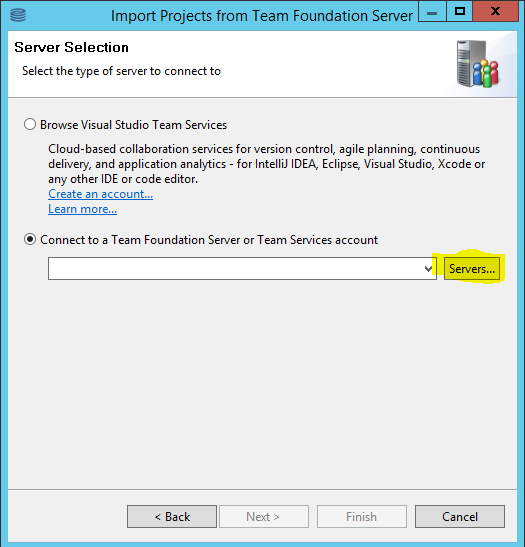 Import Projects from Team Foundation Server
Server Selection
Select the type of server to connect to
Browse Visual Studio Team Services
Cloud-based collaboration services for version control, agile planning, continuous
delivery, and application analytics - for IntelliJ IDEA, Eclipse, Visual Studio, Xcode or
any other IDE or code editor.
Create an account...
Learn more...
Connect to a Team Foundation Server or Team Services account
Servers...
< Back
Next >
Finish
Cancel